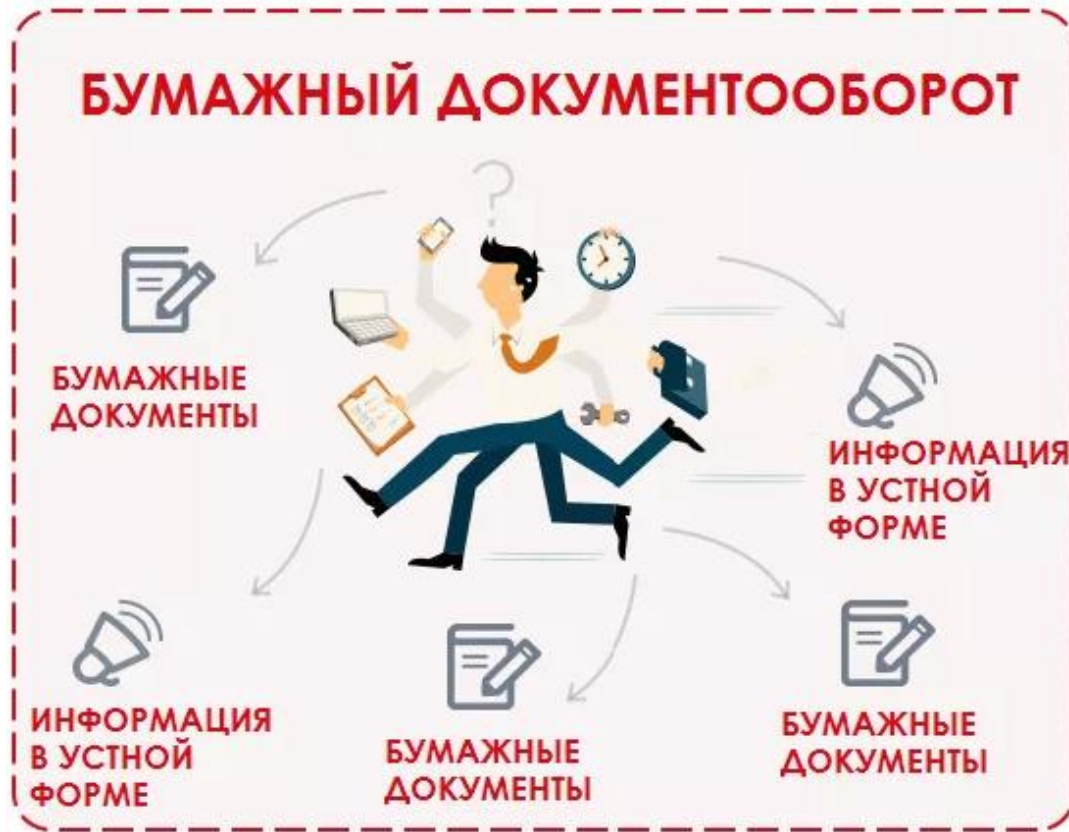 БУМАЖНЫЙ ДОКУМЕНТООБОРОТ
?
БУМАЖНЫЕ
ДОКУМЕНТЫ
ИНФОРМАЦИЯ
В УСТНОЙ
ФОРМЕ
ИНФОРМАЦИЯ
В УСТНОЙ
ФОРМЕ
БУМАЖНЫЕ
ДОКУМЕНТЫ
БУМАЖНЫЕ
ДОКУМЕНТЫ